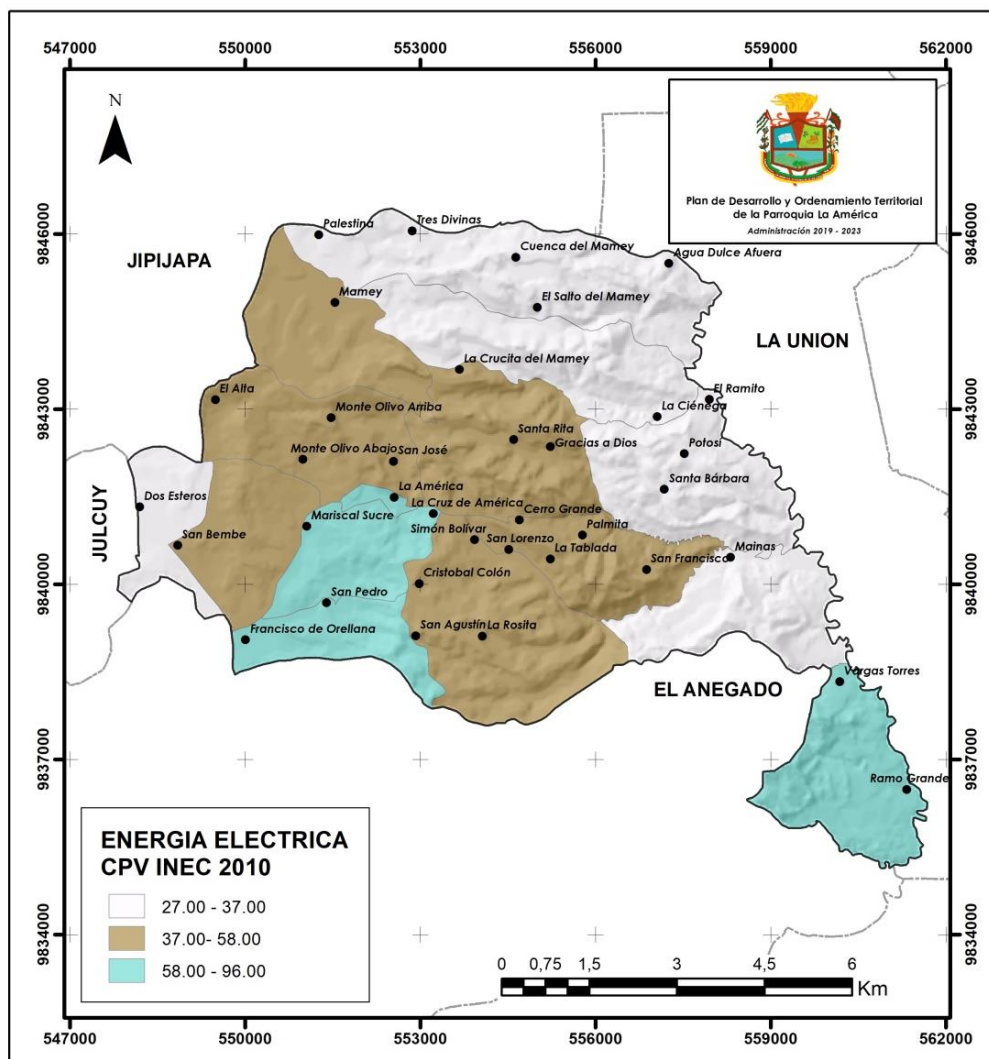 547000 550000 553000 556000 559000 562000
N
Plan de Desarrollo y Ordenamiento Territorial
de la Parroquia La América
Administración 2019 - 2023
9846000
9846000
Palestina
Tres Divinas
Cuenca del Mamey
Agua Dulce Afuera
JIPIJAPA
Mamey
El Salto del Mamey
LA UNION
La Crucita del Mamey
El Alta
El Ramito
9843000
9843000
Monte Olivo Arriba
La Ciénega
Santa Rita
Gracias a Dios
Monte Olivo Abajo
San José
Potosí
Santa Bárbara
La América
Dos Esteros
La Cruz de América
Mariscal Sucre
Simón Bolívar
Cerro Grande
JULCUY
San Bembe
San Lorenzo
Palmita
La Tablada
Mainas
San Francisco
9840000
9840000
Cristobal Colón
San Pedro
Francisco de Orellana
San Agustín
La Rosita
EL ANEGADO
Vargas Torres
9837000
9837000
Ramo Grande
ENERGIA ELECTRICA
CPV INEC 2010
27.00 - 37.00
37.00- 58.00
58.00 - 96.00
9834000
9834000
0 0,75 1,5 3 4,5 6
Km
547000 550000 553000 556000 559000 562000